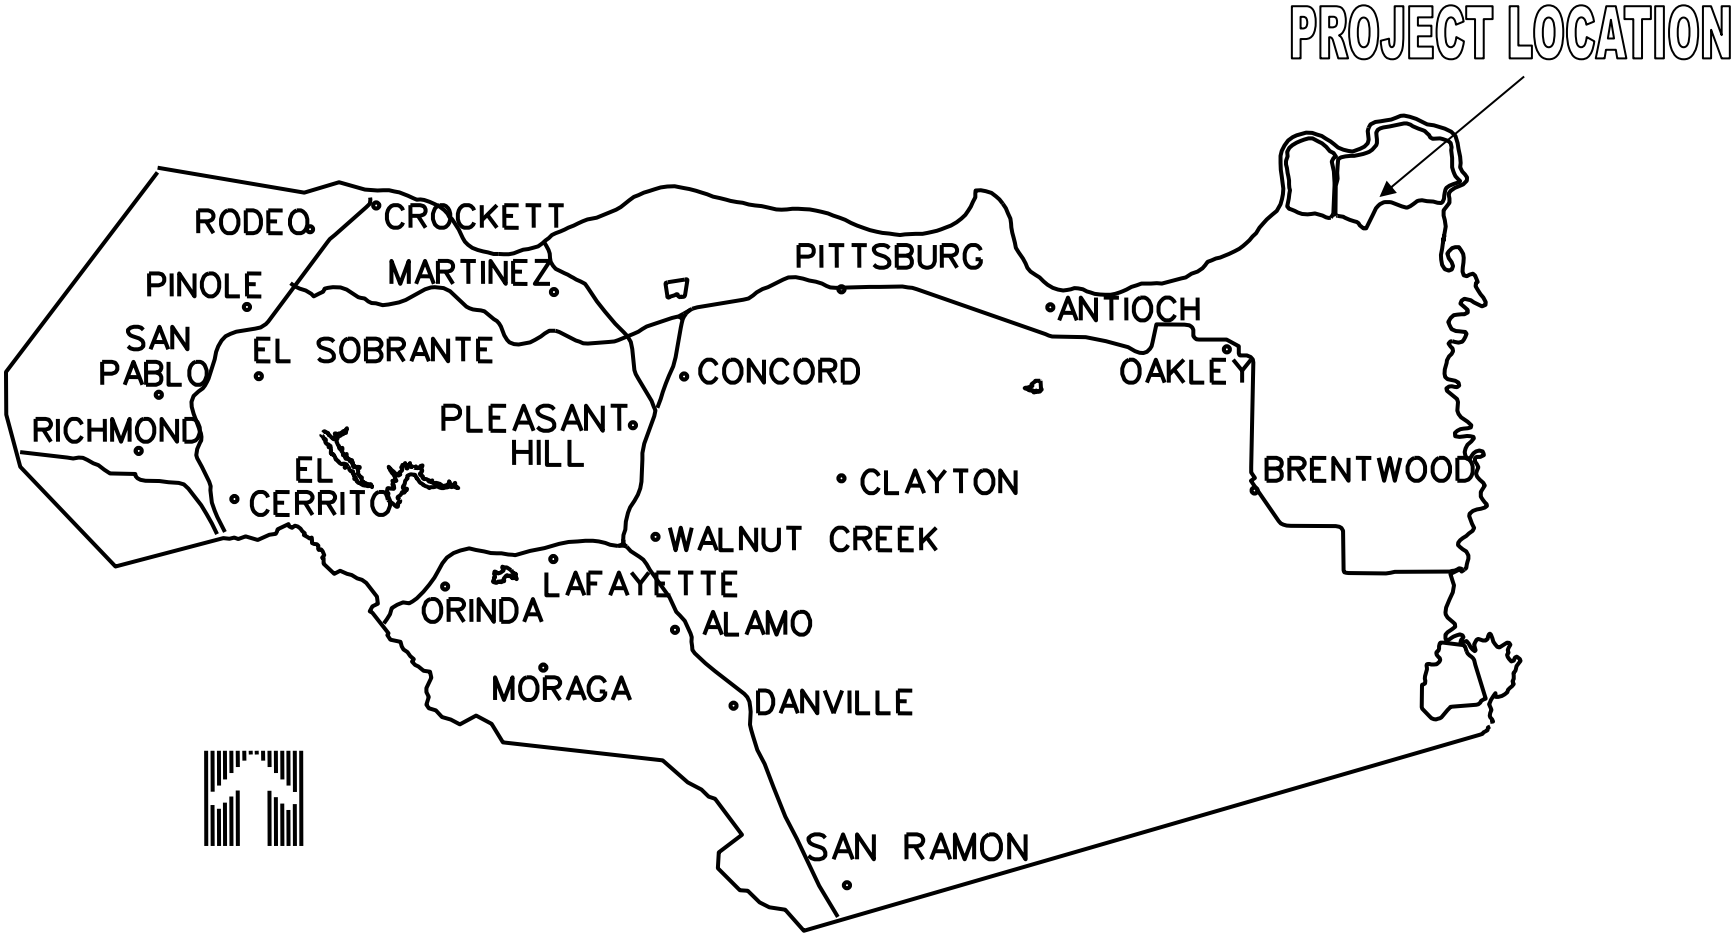 PROJECT LOCATION
RODEO
CROCKETT
MARTINEZ
PITTSBURG
PINOLE
ANTIOCH
SAN
PABLO
EL SOBRANTE
CONCORD
OAKLEY
RICHMOND
PLEASANT
HILL
EL
CERRITO
CLAYTON
BRENTWOOD
WALNUT CREEK
LAFAYETTE
ORINDA
ALAMO
MORAGA
DANVILLE
SAN RAMON